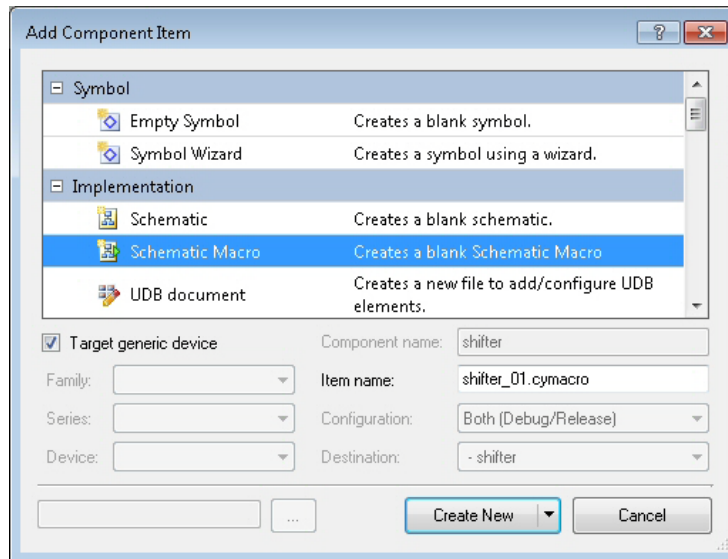 Add Component Item
Symbol
Empty Symbol Creates a blank symbol.
Symbol Wizard Creates a symbol using a wizard.
Implementation
Schematic Creates a blank schematic.
Schematic Macro Creates a blank Schematic Macro
UDB document Creates a new file to add/configure UDB
elements.
Target generic device Component name: shifter
Family: Item name: shifter_01.cymacro
Series: Configuration: Both (Debug/Release)
Device: Destination: - shifter
... Create New Cancel